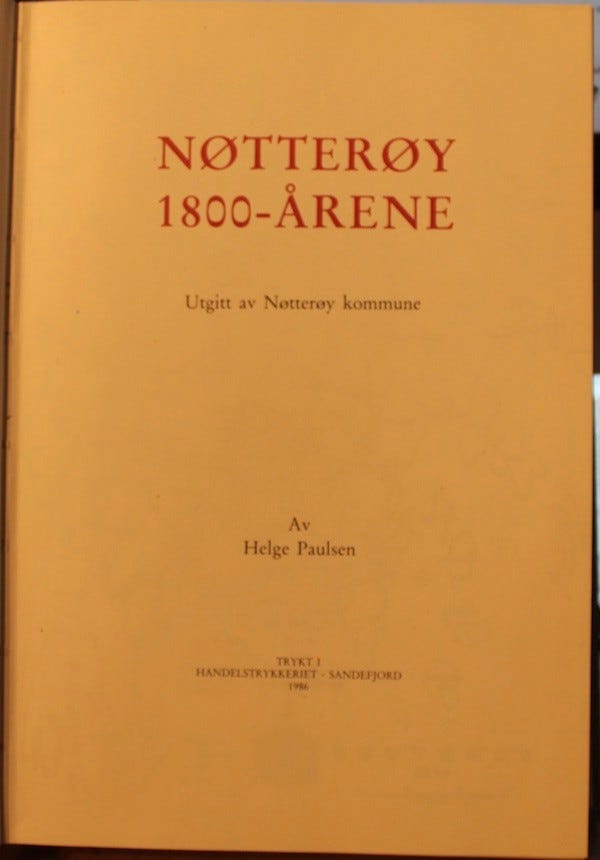 NØTTERØY
1800-ÅRENE
Utgitt av Nøtterøy kommune
Av
Helge Paulsen
TRYKT I
HANDELSTRYKKERIET - SANDEFJORD
1986